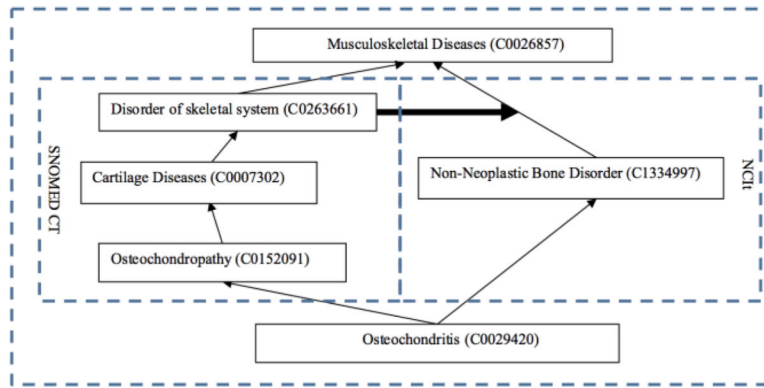 Musculoskeletal Diseases (C0026857)
Disorder of skeletal system (C0263661)
SNOMED CT
Cartilage Diseases (C0007302)
Non-Neoplastic Bone Disorder (C1334997)
NCIt
Osteochondropathy (C0152091)
Osteochondritis (C0029420)